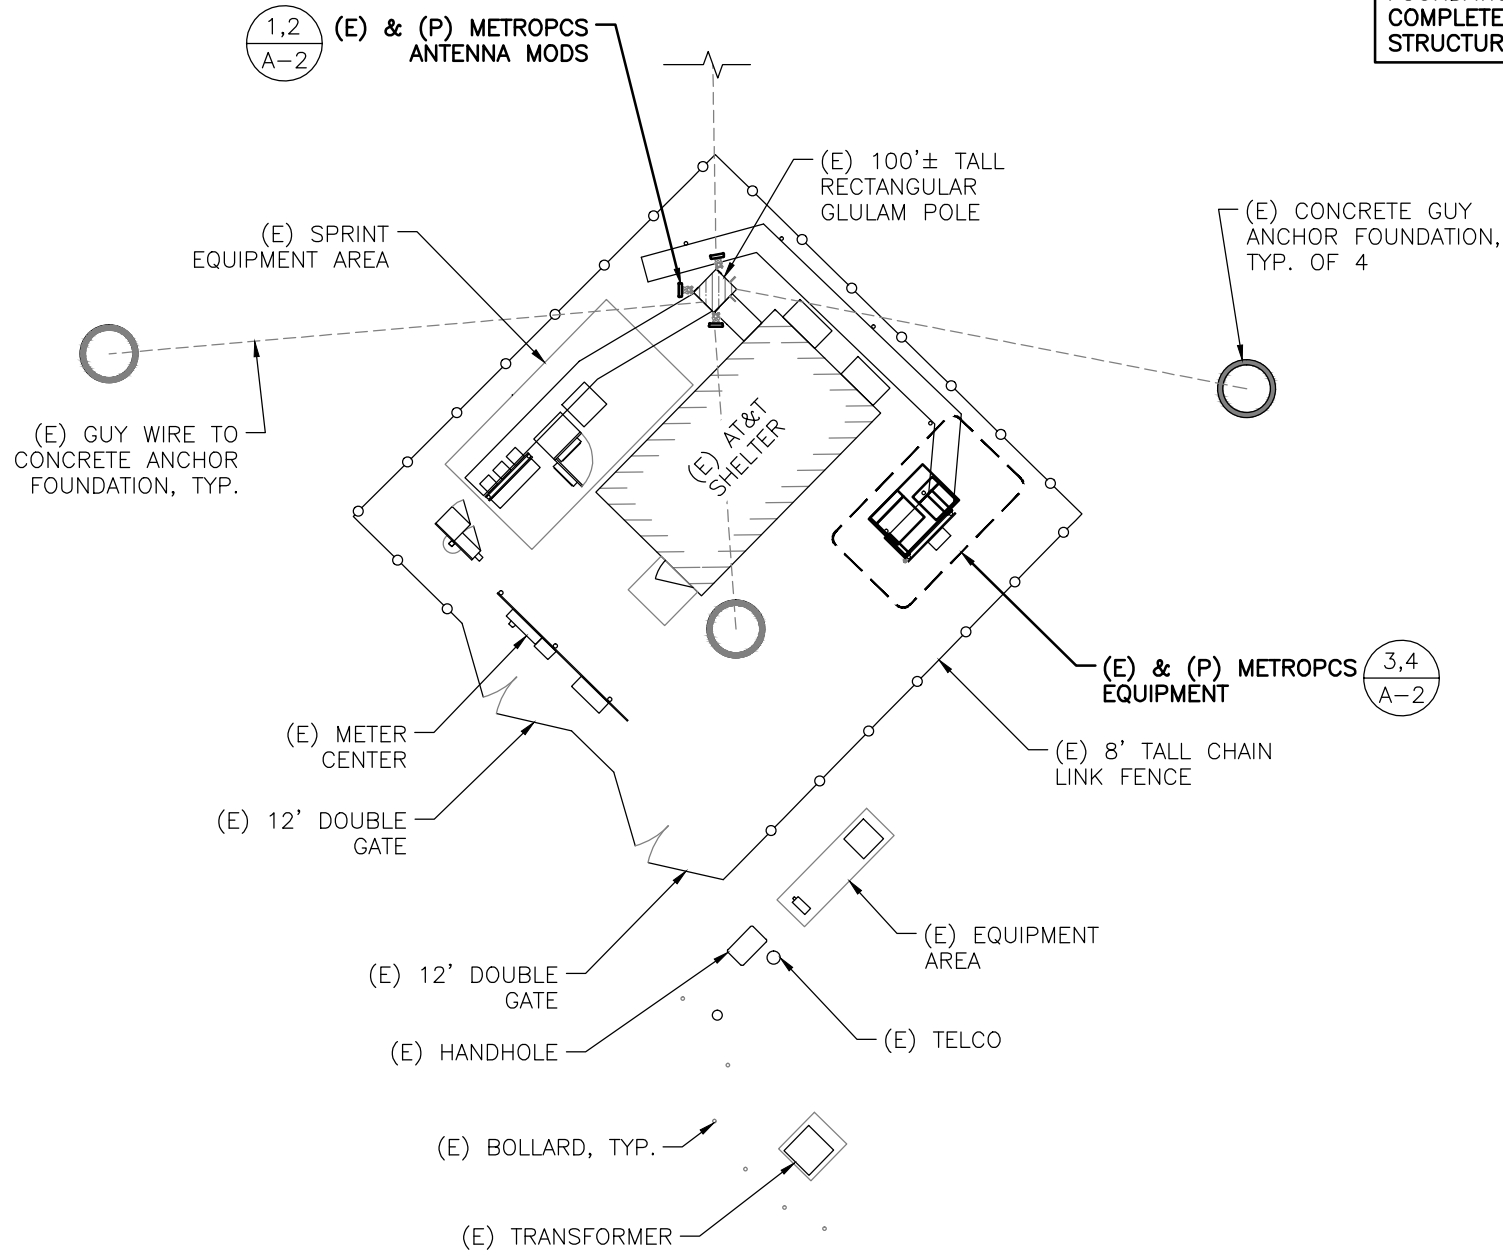 COMPLETE
STRUCTUR
1,2
A-2
(E) & (P) METROPCS
ANTENNA MODS
(E) 100'± TALL
RECTANGULAR
GLULAM POLE
(E) SPRINT
EQUIPMENT AREA
(E) CONCRETE GUY
ANCHOR FOUNDATION,
TYP. OF 4
(E) GUY WIRE TO
CONCRETE ANCHOR
FOUNDATION, TYP.
(E) AT&T
SHELTER
(E) & (P) METROPCS
EQUIPMENT
3,4
A-2
(E) METER
CENTER
(E) 8' TALL CHAIN
LINK FENCE
(E) 12' DOUBLE
GATE
(E) EQUIPMENT
AREA
(E) 12' DOUBLE
GATE
(E) HANDHOLE
(E) TELCO
(E) BOLLARD, TYP.
(E) TRANSFORMER